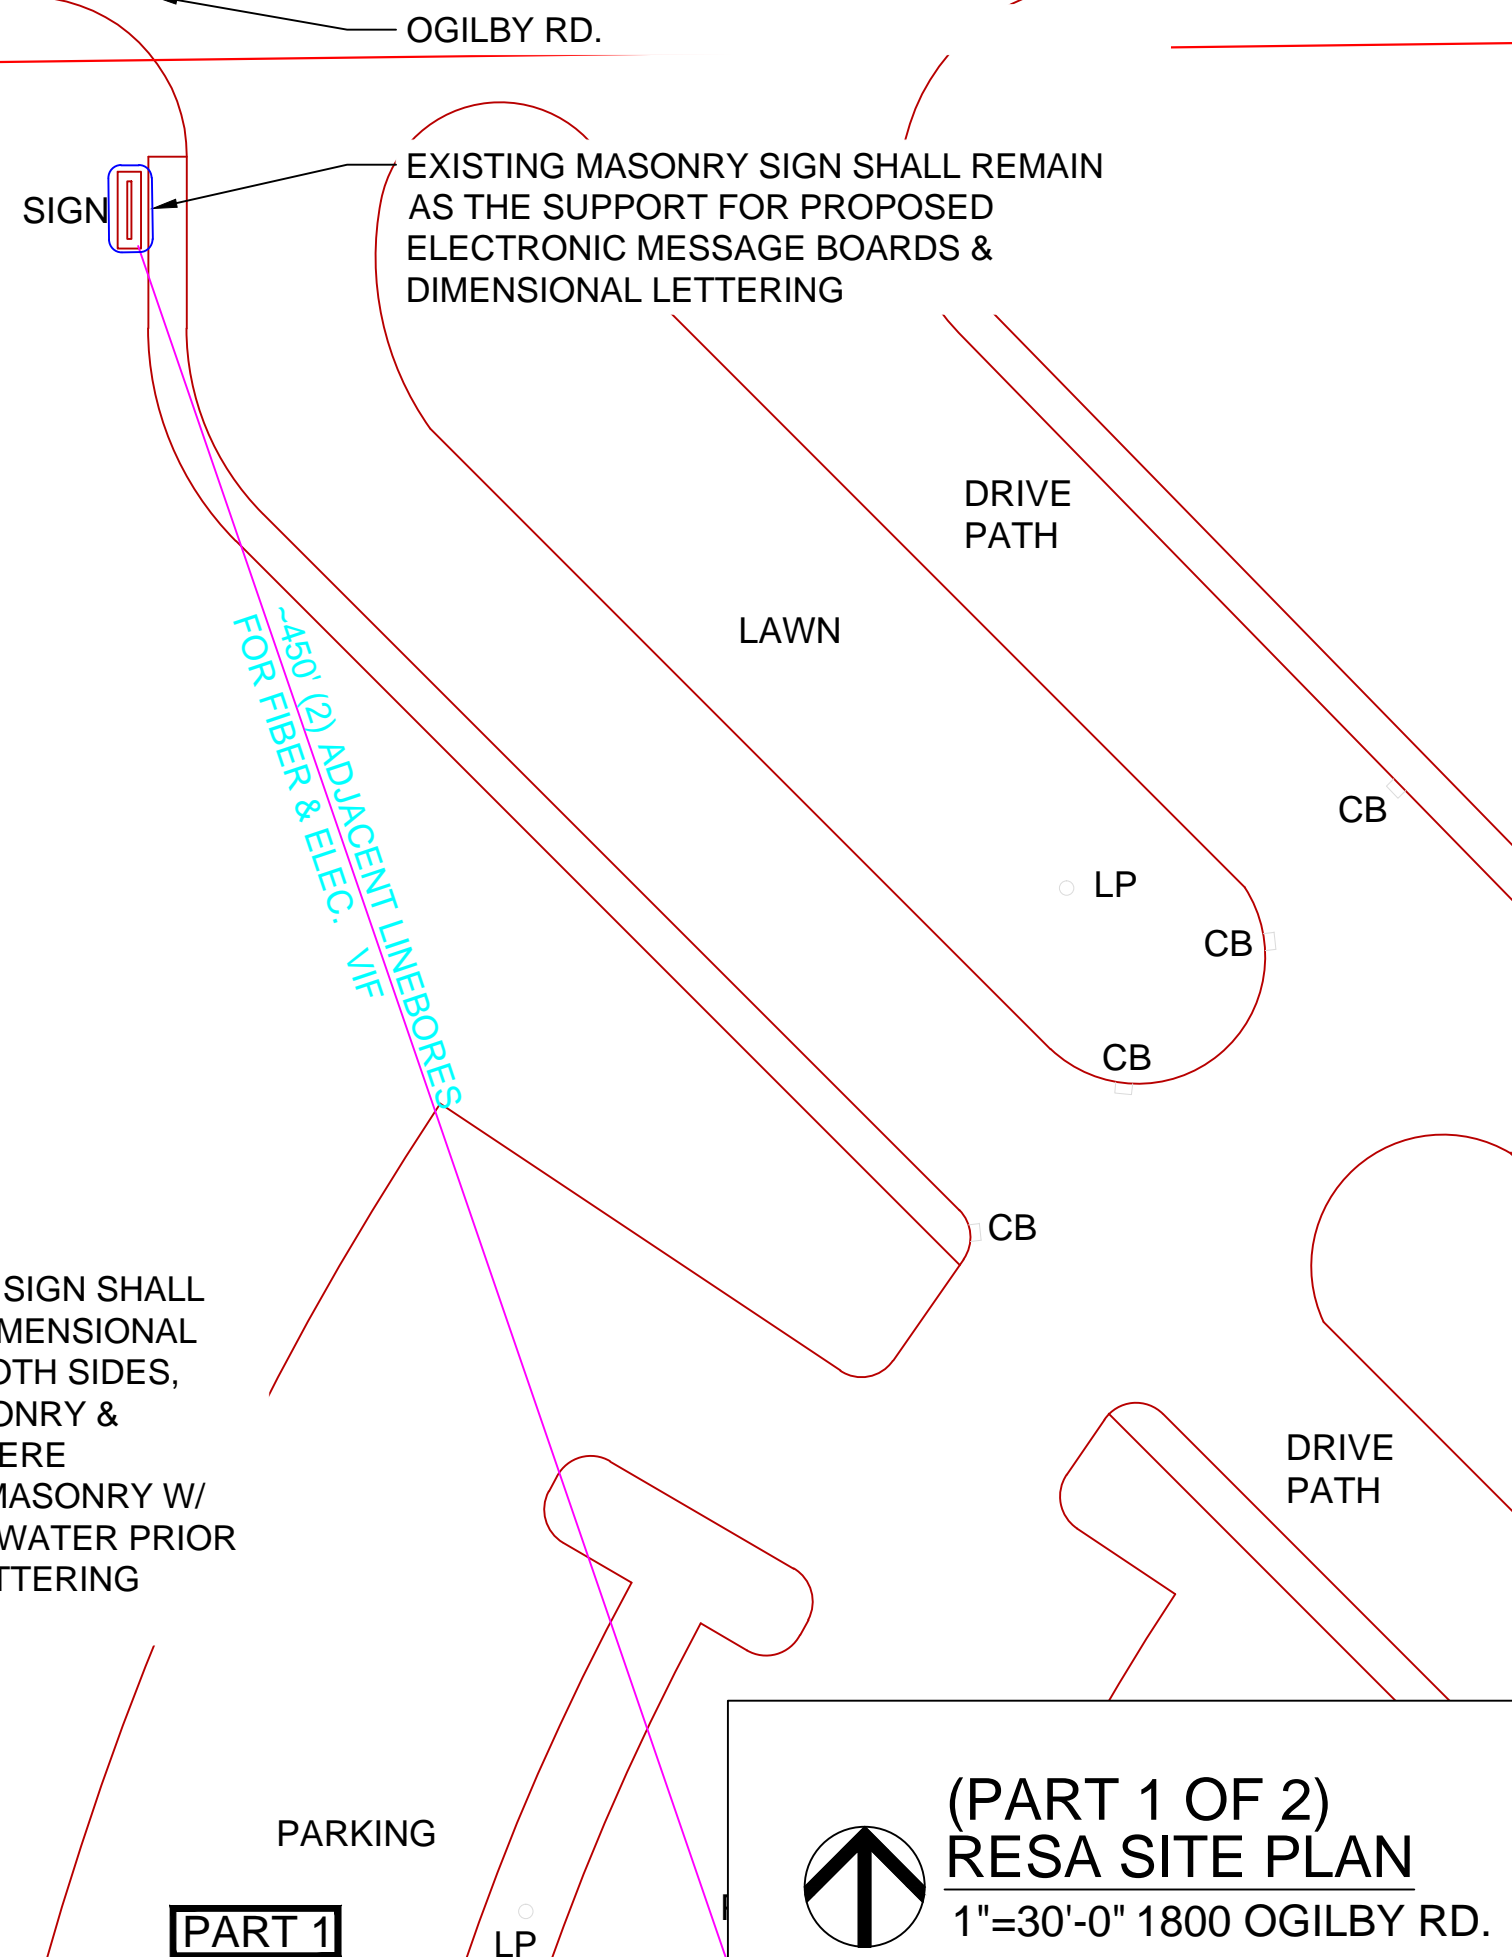 OGILBY RD.
EXISTING MASONRY SIGN SHALL REMAIN
AS THE SUPPORT FOR PROPOSED
ELECTRONIC MESSAGE BOARDS &
DIMENSIONAL LETTERING
SIGN
DRIVE
PATH
LAWN
~450' (2) ADJACENT LINEBORES
FOR FIBER & ELEC. VIF
CB
LP
CB
CB
CB
SIGN SHALL
MENSIONAL
OTH SIDES,
ONRY &
ERE
MASONRY W/
WATER PRIOR
TTERING
DRIVE
PATH
PARKING
PART 1
LP
(PART 1 OF 2)
RESA SITE PLAN
1"=30'-0" 1800 OGILBY RD.